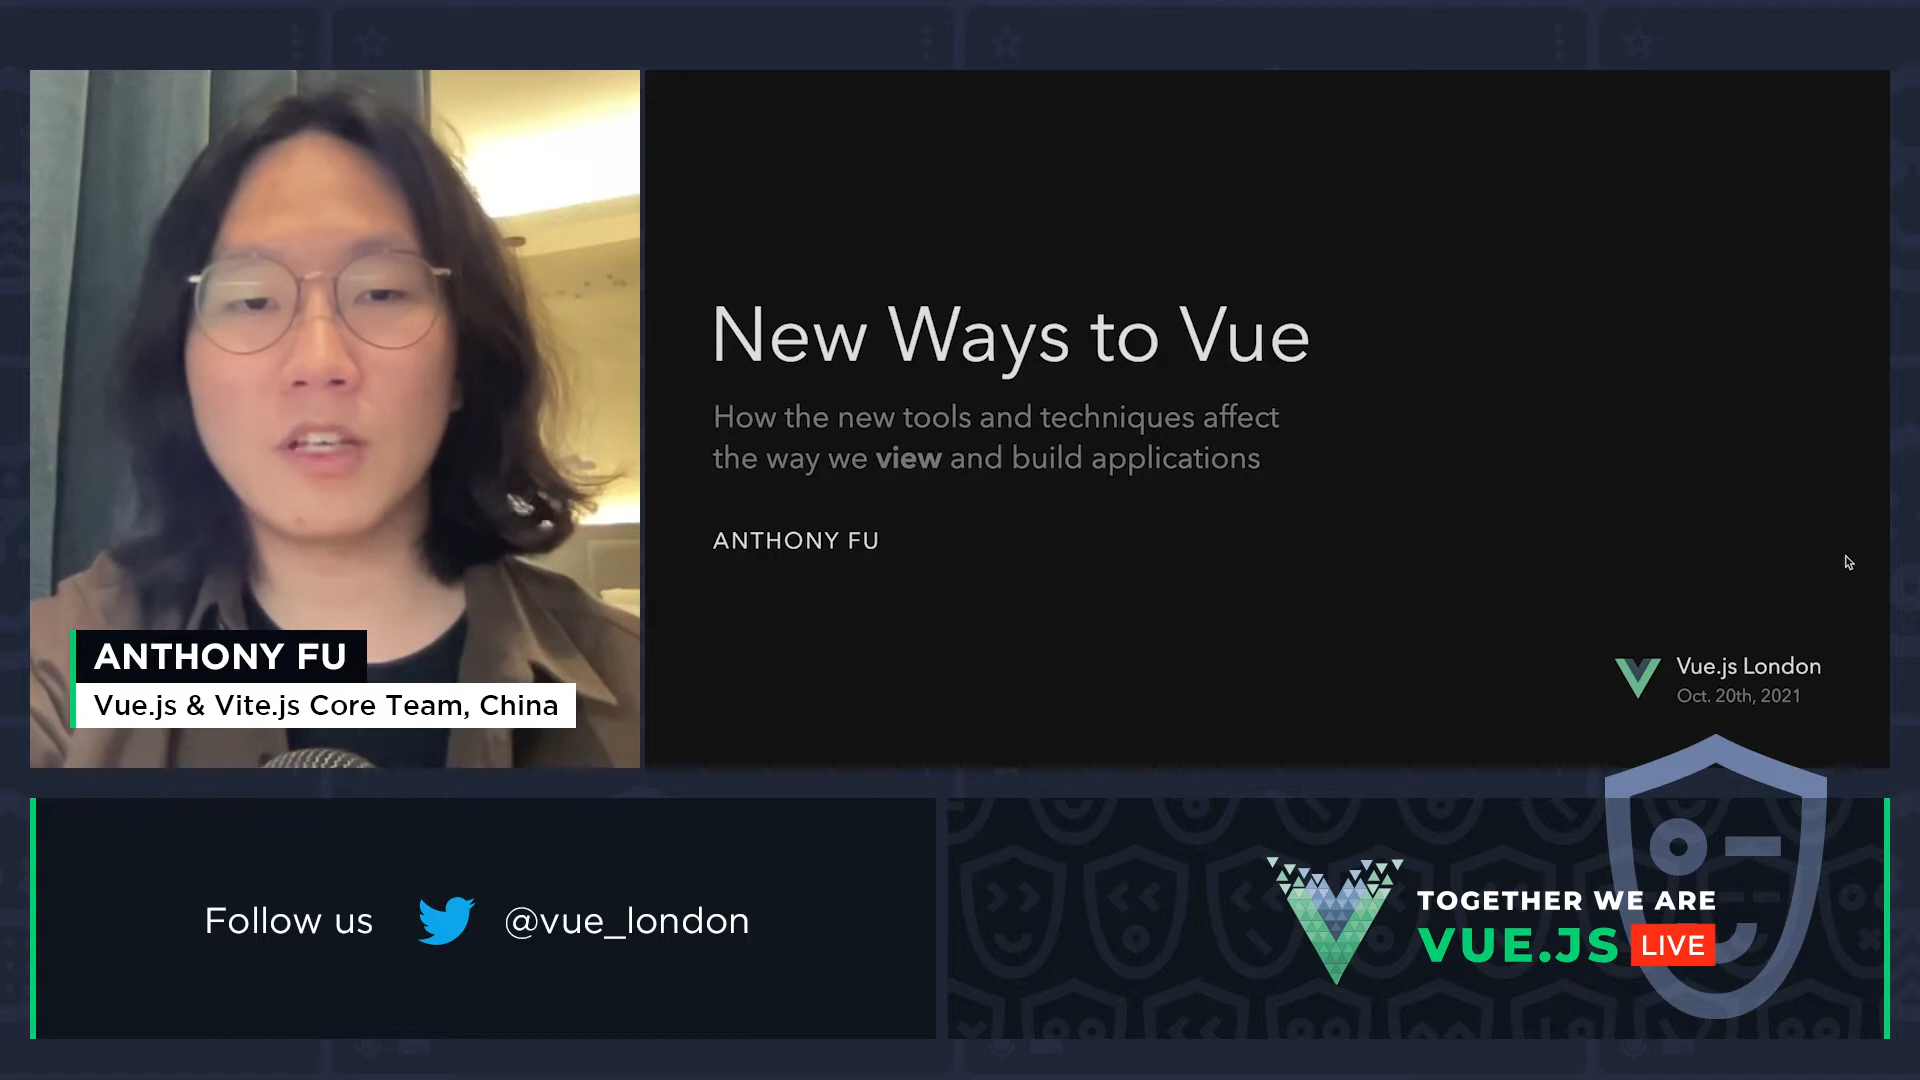 New Ways to Vue
How the new tools and techniques affect
the way we view and build applications
ANTHONY FU
ANTHONY FU
Vue.js & Vite.js Core Team, China
Vue.js London
Oct. 20th, 2021
Follow us
@vue_london
TOGETHER WE ARE
VUE.JS LIVE